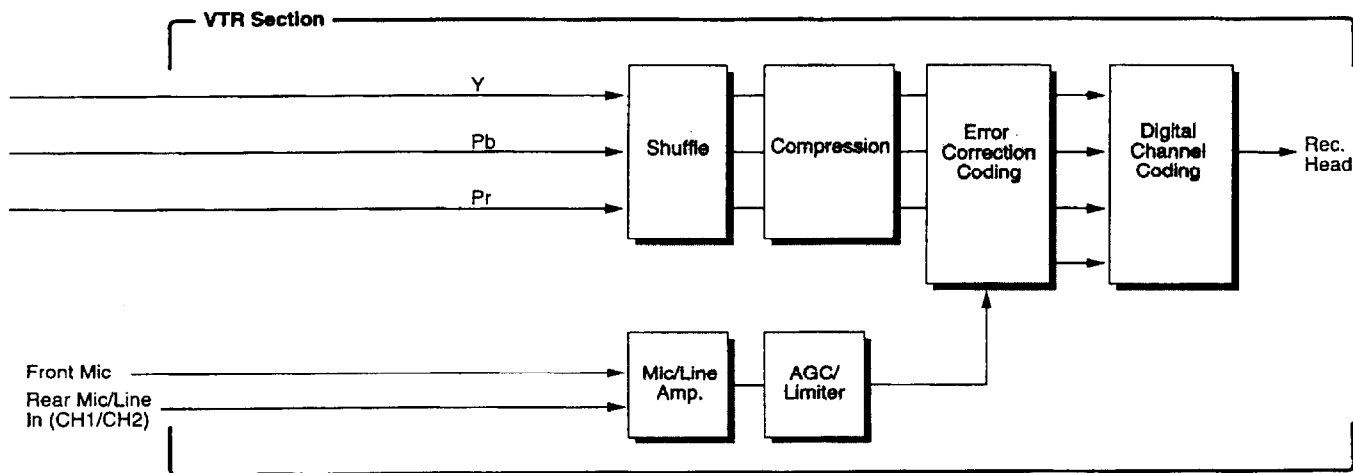 VTR Section
Y
Pb
Pr
Shuffle
Compression
Error
Correction
Coding
Digital
Channel
Coding
Rec.
Head
Front Mic
Rear Mic/Line
In (CH1/CH2)
Mic/Line
Amp.
AGC/
Limiter